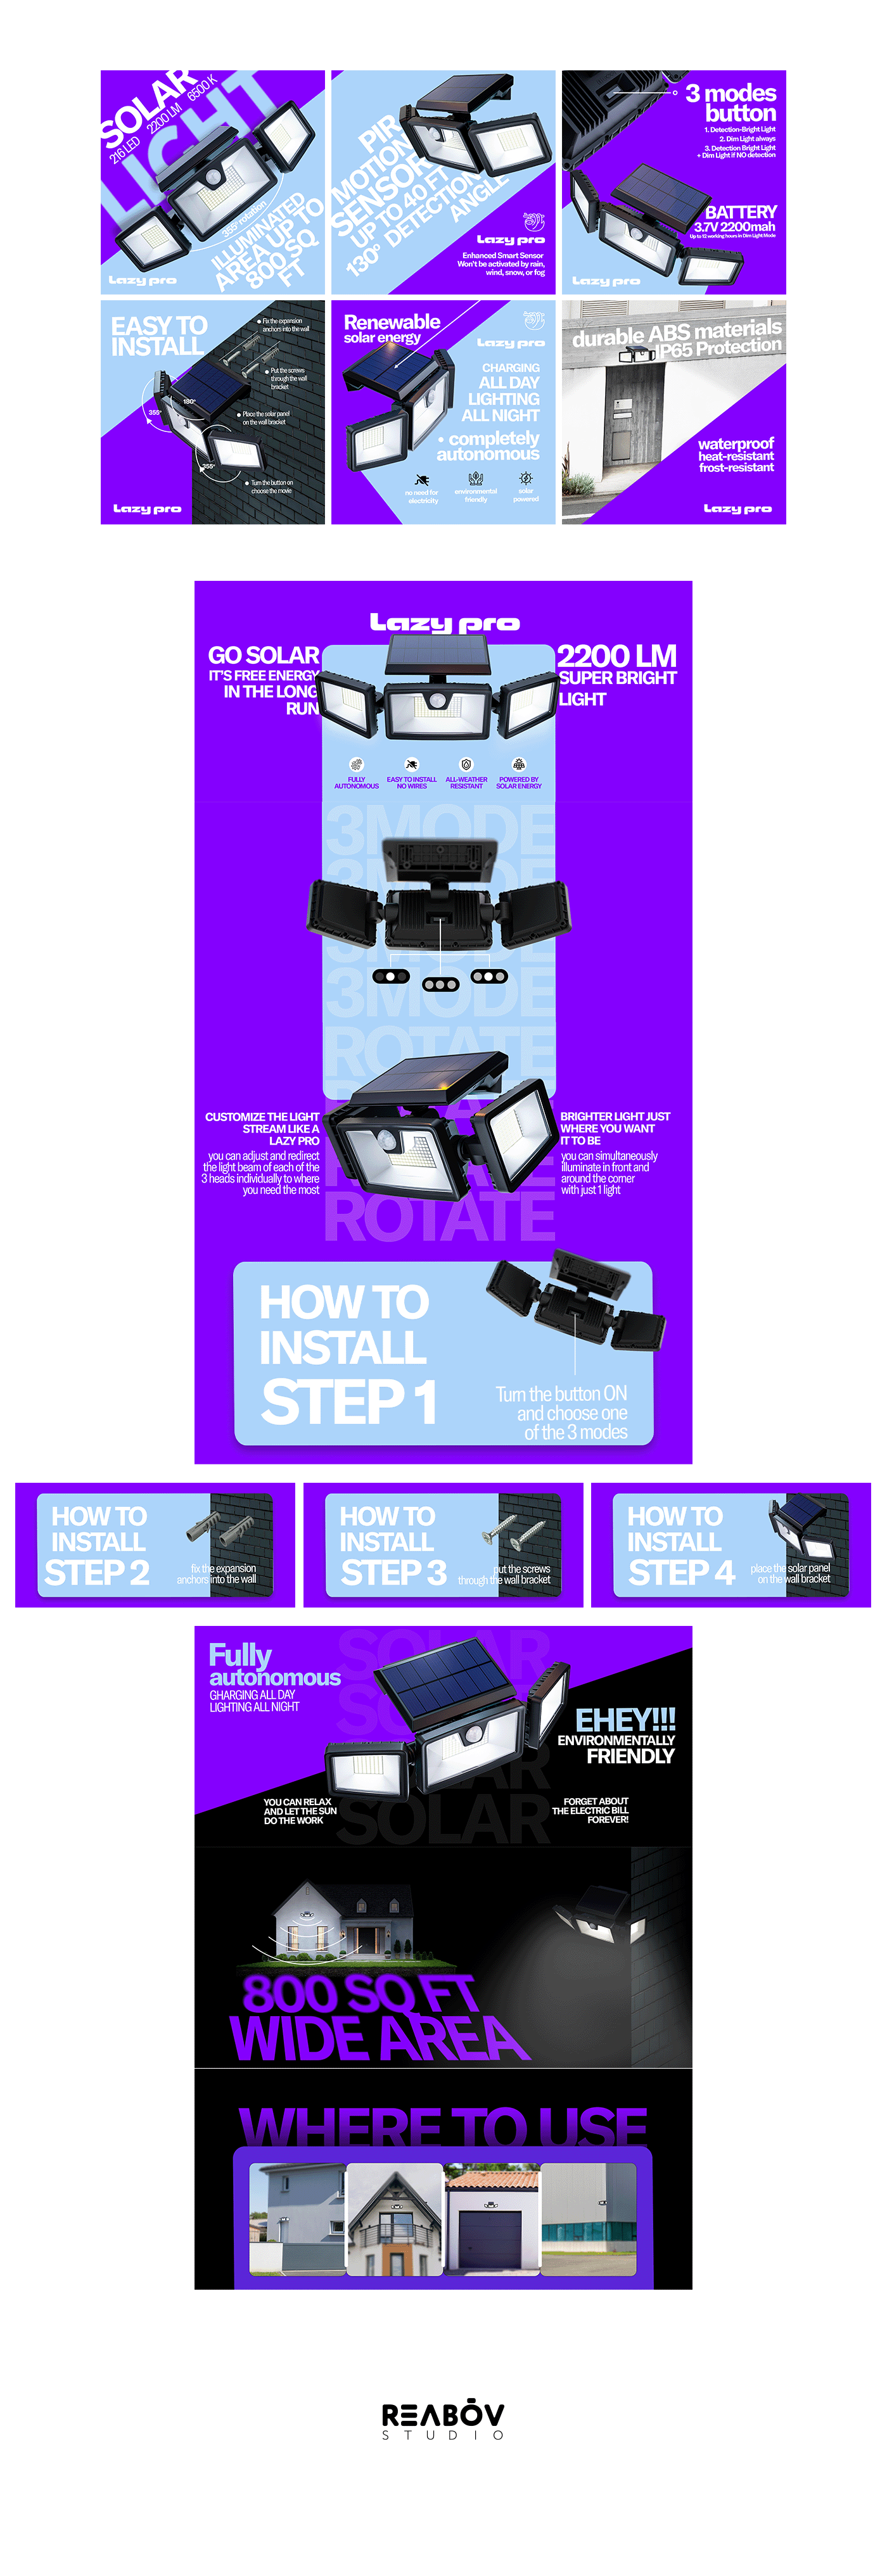 SOLAR
216 LED 2200 LM 6500 K
LIGHT
355° rotation
ILLUMINATED
AREA UP TO
800 SQ
FT
Lazy pro
PIR
MOTION
SENSOR
UP TO 40 FT
130° DETECTION
ANGLE
Lazy pro
Enhanced Smart Sensor
Won't be activated by rain,
wind, snow, or fog
3 modes
button
1. Detection-Bright Light
2. Dim Light always
3. Detection Bright Light
+ Dim Light if NO detection
BATTERY
3.7V 2200mah
Up to 12 working hours in Dim Light Mode
Lazy pro
EASY TO
INSTALL
Fix the expansion
anchors into the wall
Put the screws
through the wall
bracket
Place the solar panel
on the wall bracket
Turn the button on
choose the movie
180°
355°
355°
Lazy pro
Renewable
solar energy
Lazy pro
CHARGING
ALL DAY
LIGHTING
ALL NIGHT
• completely
autonomous
no need for
electricity
environmental
friendly
solar
powered
durable ABS materials
IP65 Protection
waterproof
heat-resistant
frost-resistant
Lazy pro
Lazy pro
GO SOLAR
IT'S FREE ENERGY
IN THE LONG
RUN
2200 LM
SUPER BRIGHT
LIGHT
FULLY
AUTONOMOUS
EASY TO INSTALL
NO WIRES
ALL-WEATHER
RESISTANT
POWERED BY
SOLAR ENERGY
3MODE
3MODE
3MODE
3MODE
ROTATE
ROTATE
ROTATE
ROTATE
CUSTOMIZE THE LIGHT
STREAM LIKE A
LAZY PRO
you can adjust and redirect
the light beam of each of the
3 heads individually to where
you need the most
BRIGHTER LIGHT JUST
WHERE YOU WANT
IT TO BE
you can simultaneously
illuminate in front and
around the corner
with just 1 light
HOW TO
INSTALL
STEP 1
Turn the button ON
and choose one
of the 3 modes
HOW TO
INSTALL
STEP 2
fix the expansion
anchors into the wall
HOW TO
INSTALL
STEP 3
put the screws
through the wall bracket
HOW TO
INSTALL
STEP 4
place the solar panel
on the wall bracket
SOLAR
SOLAR
SOLAR
SOLAR
Fully
autonomous
GHARGING ALL DAY
LIGHTING ALL NIGHT
EHEY!!!
ENVIRONMENTALLY
FRIENDLY
YOU CAN RELAX
AND LET THE SUN
DO THE WORK
FORGET ABOUT
THE ELECTRIC BILL
FOREVER!
800 SQ FT
WIDE AREA
WHERE TO USE
REABOV
STUDIO